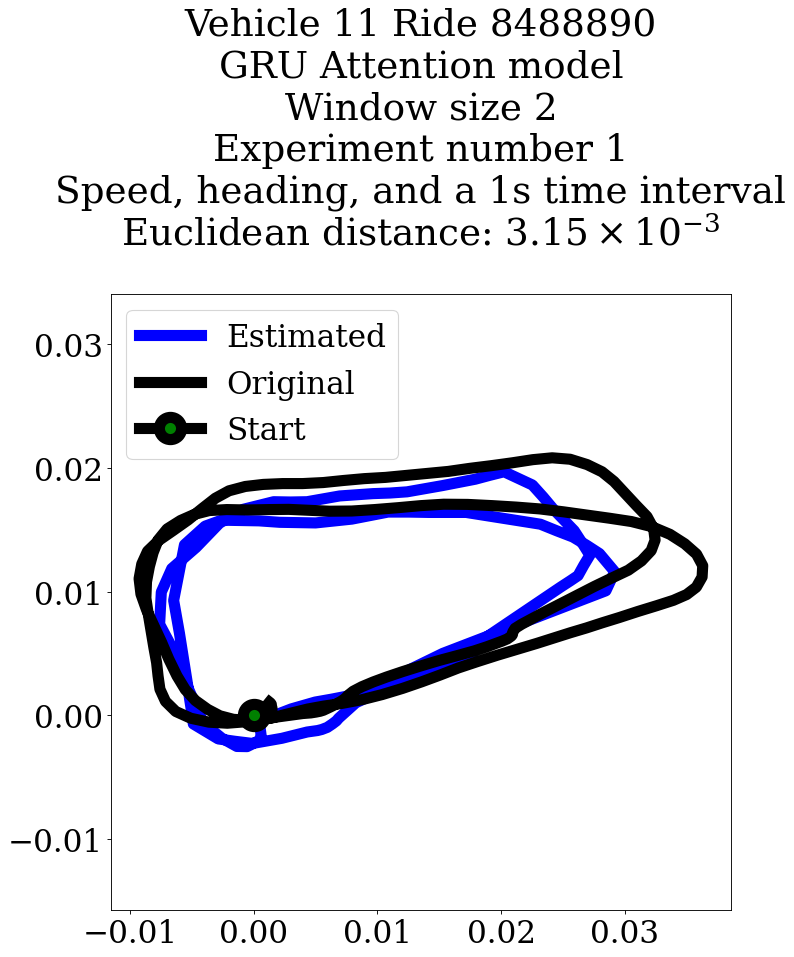 Vehicle 11 Ride 8488890
GRU Attention model
Window size 2
Experiment number 1
Speed, heading, and a 1s time interval
Euclidean distance: 3.15 × 10⁻³
Estimated
Original
Start
0.03
0.02
0.01
0.00
−0.01
−0.01 0.00 0.01 0.02 0.03